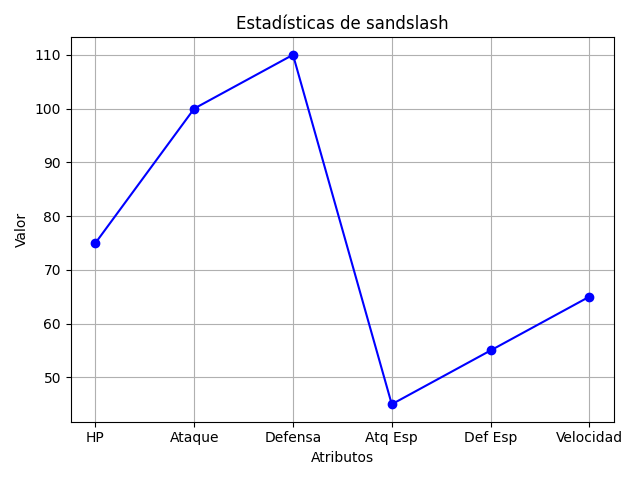 Estadísticas de sandslash
Valor
110
100
90
80
70
60
50
HP Ataque Defensa Atq Esp Def Esp Velocidad
Atributos